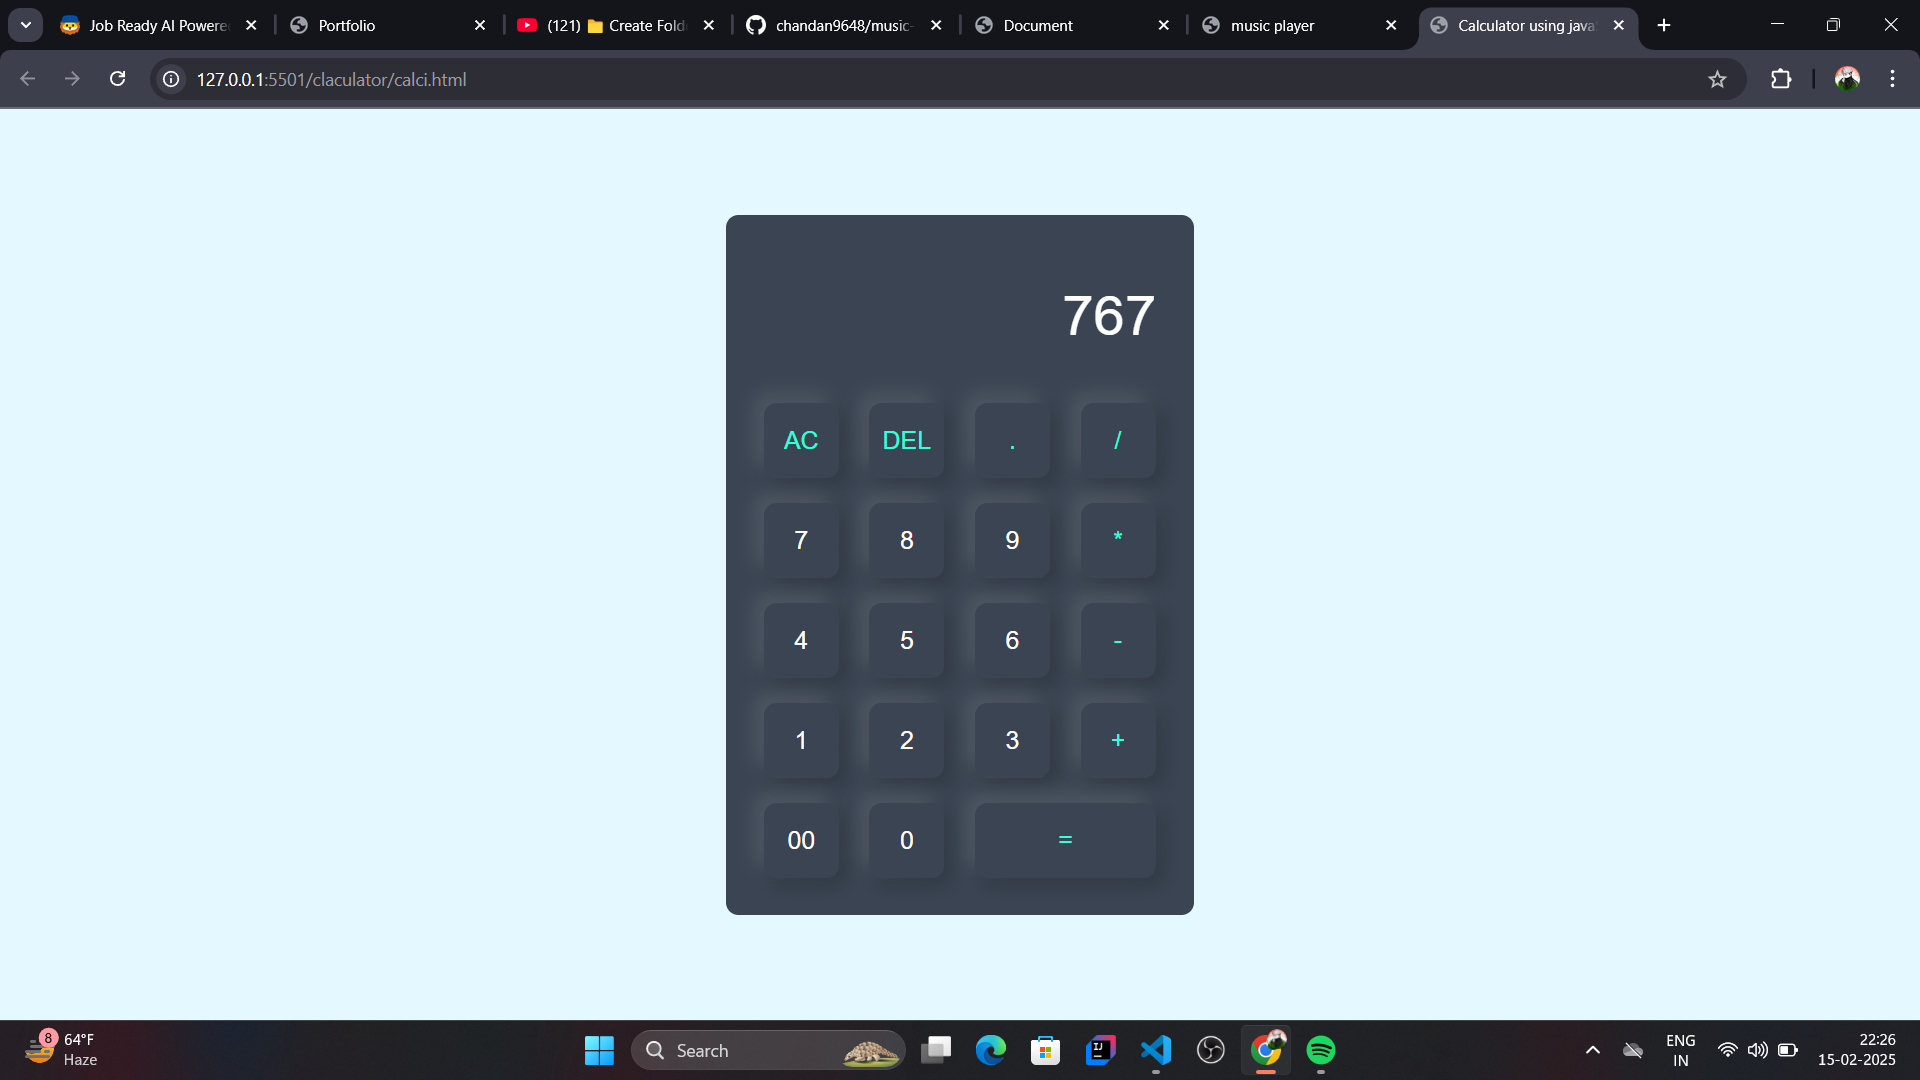 Job Ready AI Powere
Portfolio
(121) 📁 Create Fold
chandan9648/music-
Document
music player
Calculator using java
127.0.0.1:5501/claculator/calci.html
767
AC DEL . /
7 8 9 *
4 5 6 -
1 2 3 +
00 0 =
8
64°F
Haze
Search
IJ
ENG
IN
22:26
15-02-2025